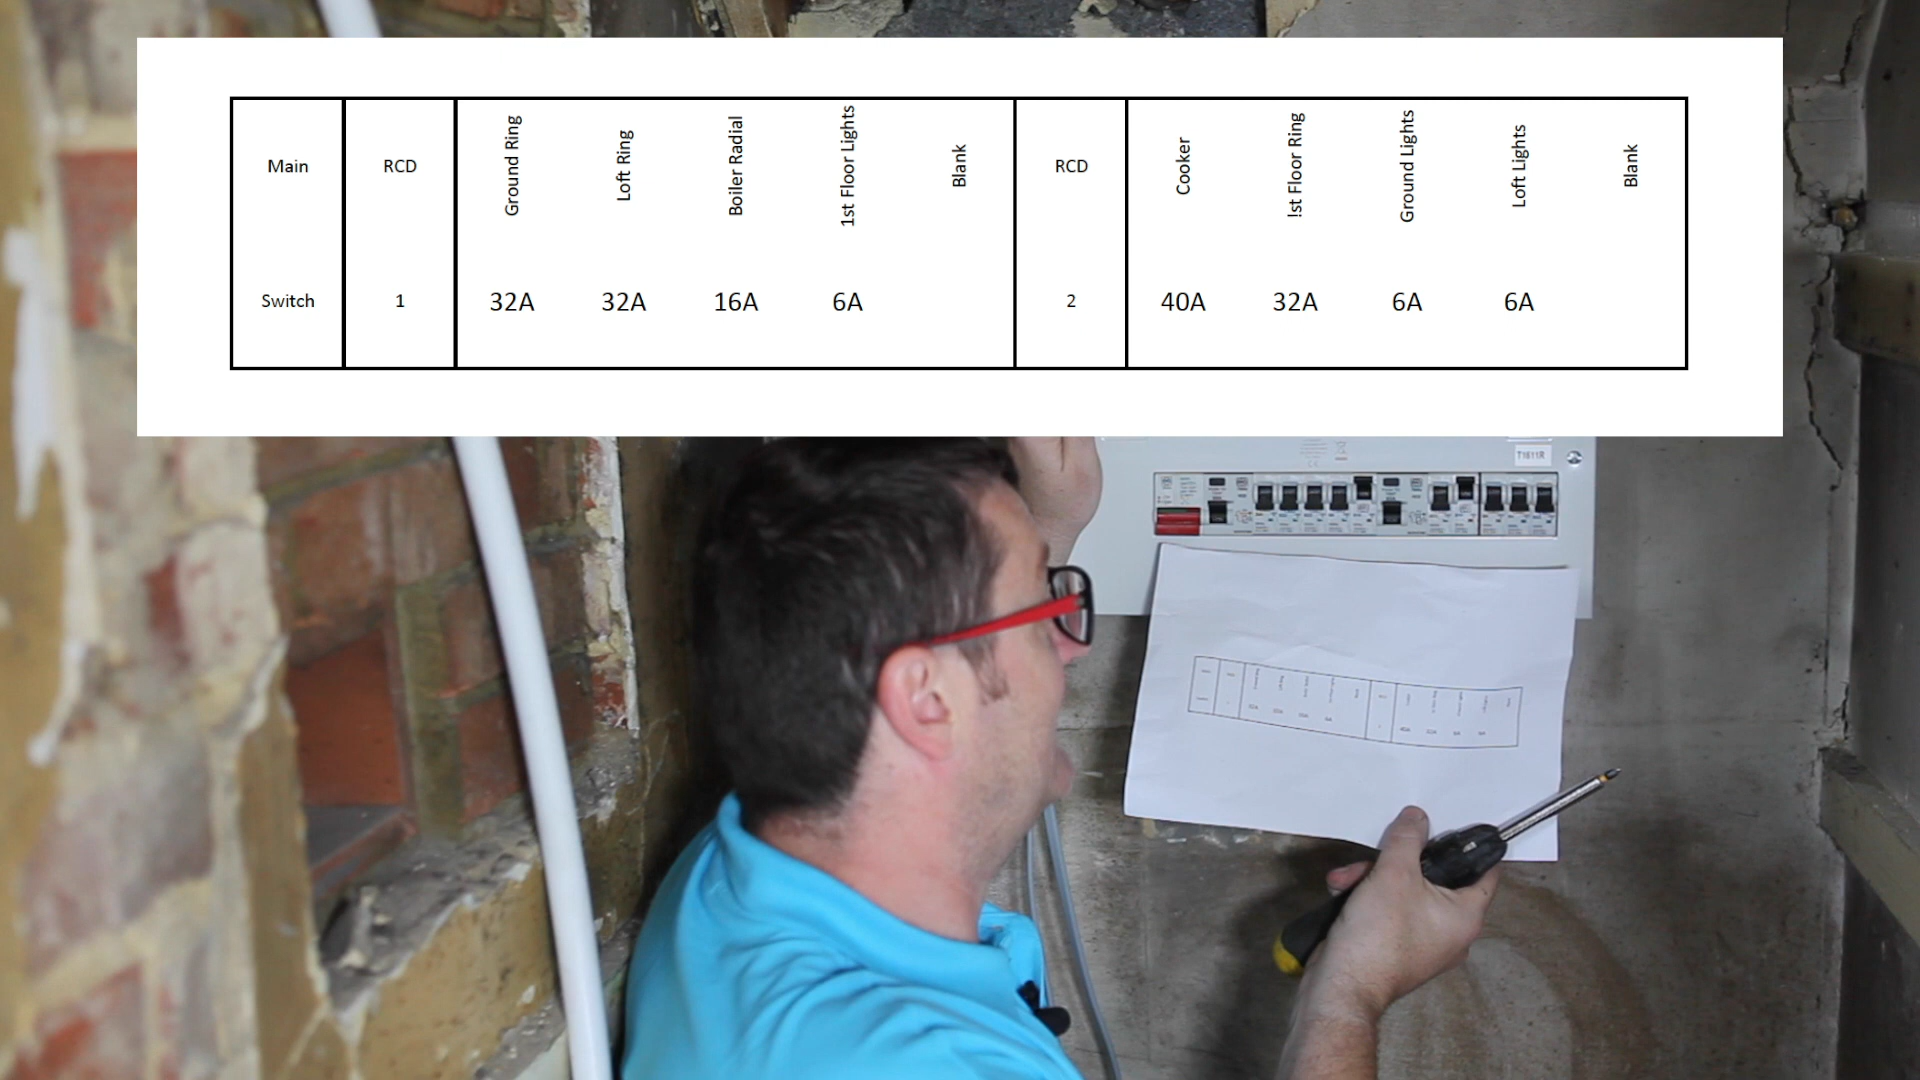 Main
Switch
RCD
1
Ground Ring
32A
Loft Ring
32A
Boiler Radial
16A
1st Floor Lights
6A
Blank
RCD
2
Cooker
40A
!st Floor Ring
32A
Ground Lights
6A
Loft Lights
6A
Blank
T1611R